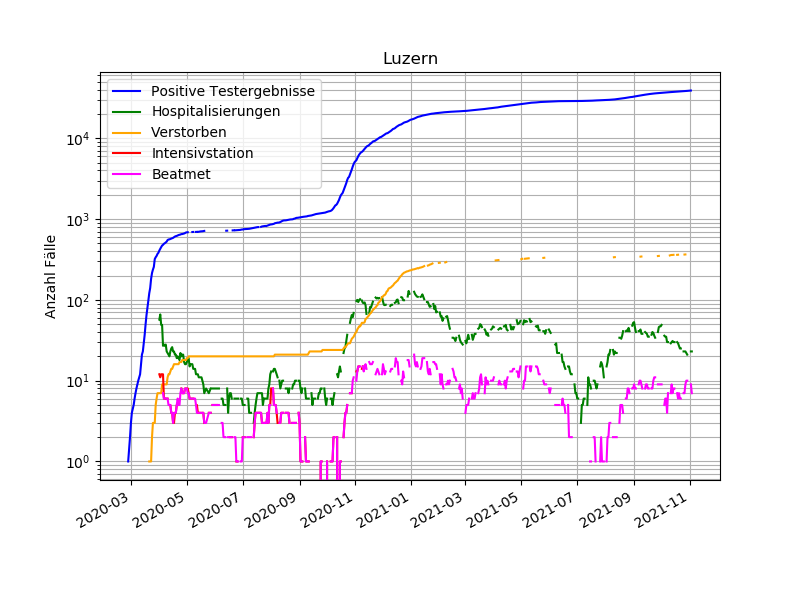 Luzern
Positive Testergebnisse
Hospitalisierungen
Verstorben
Intensivstation
Beatmet
Anzahl Fälle
10^4
10^3
10^2
10^1
10^0
2020-03
2020-05
2020-07
2020-09
2020-11
2021-01
2021-03
2021-05
2021-07
2021-09
2021-11